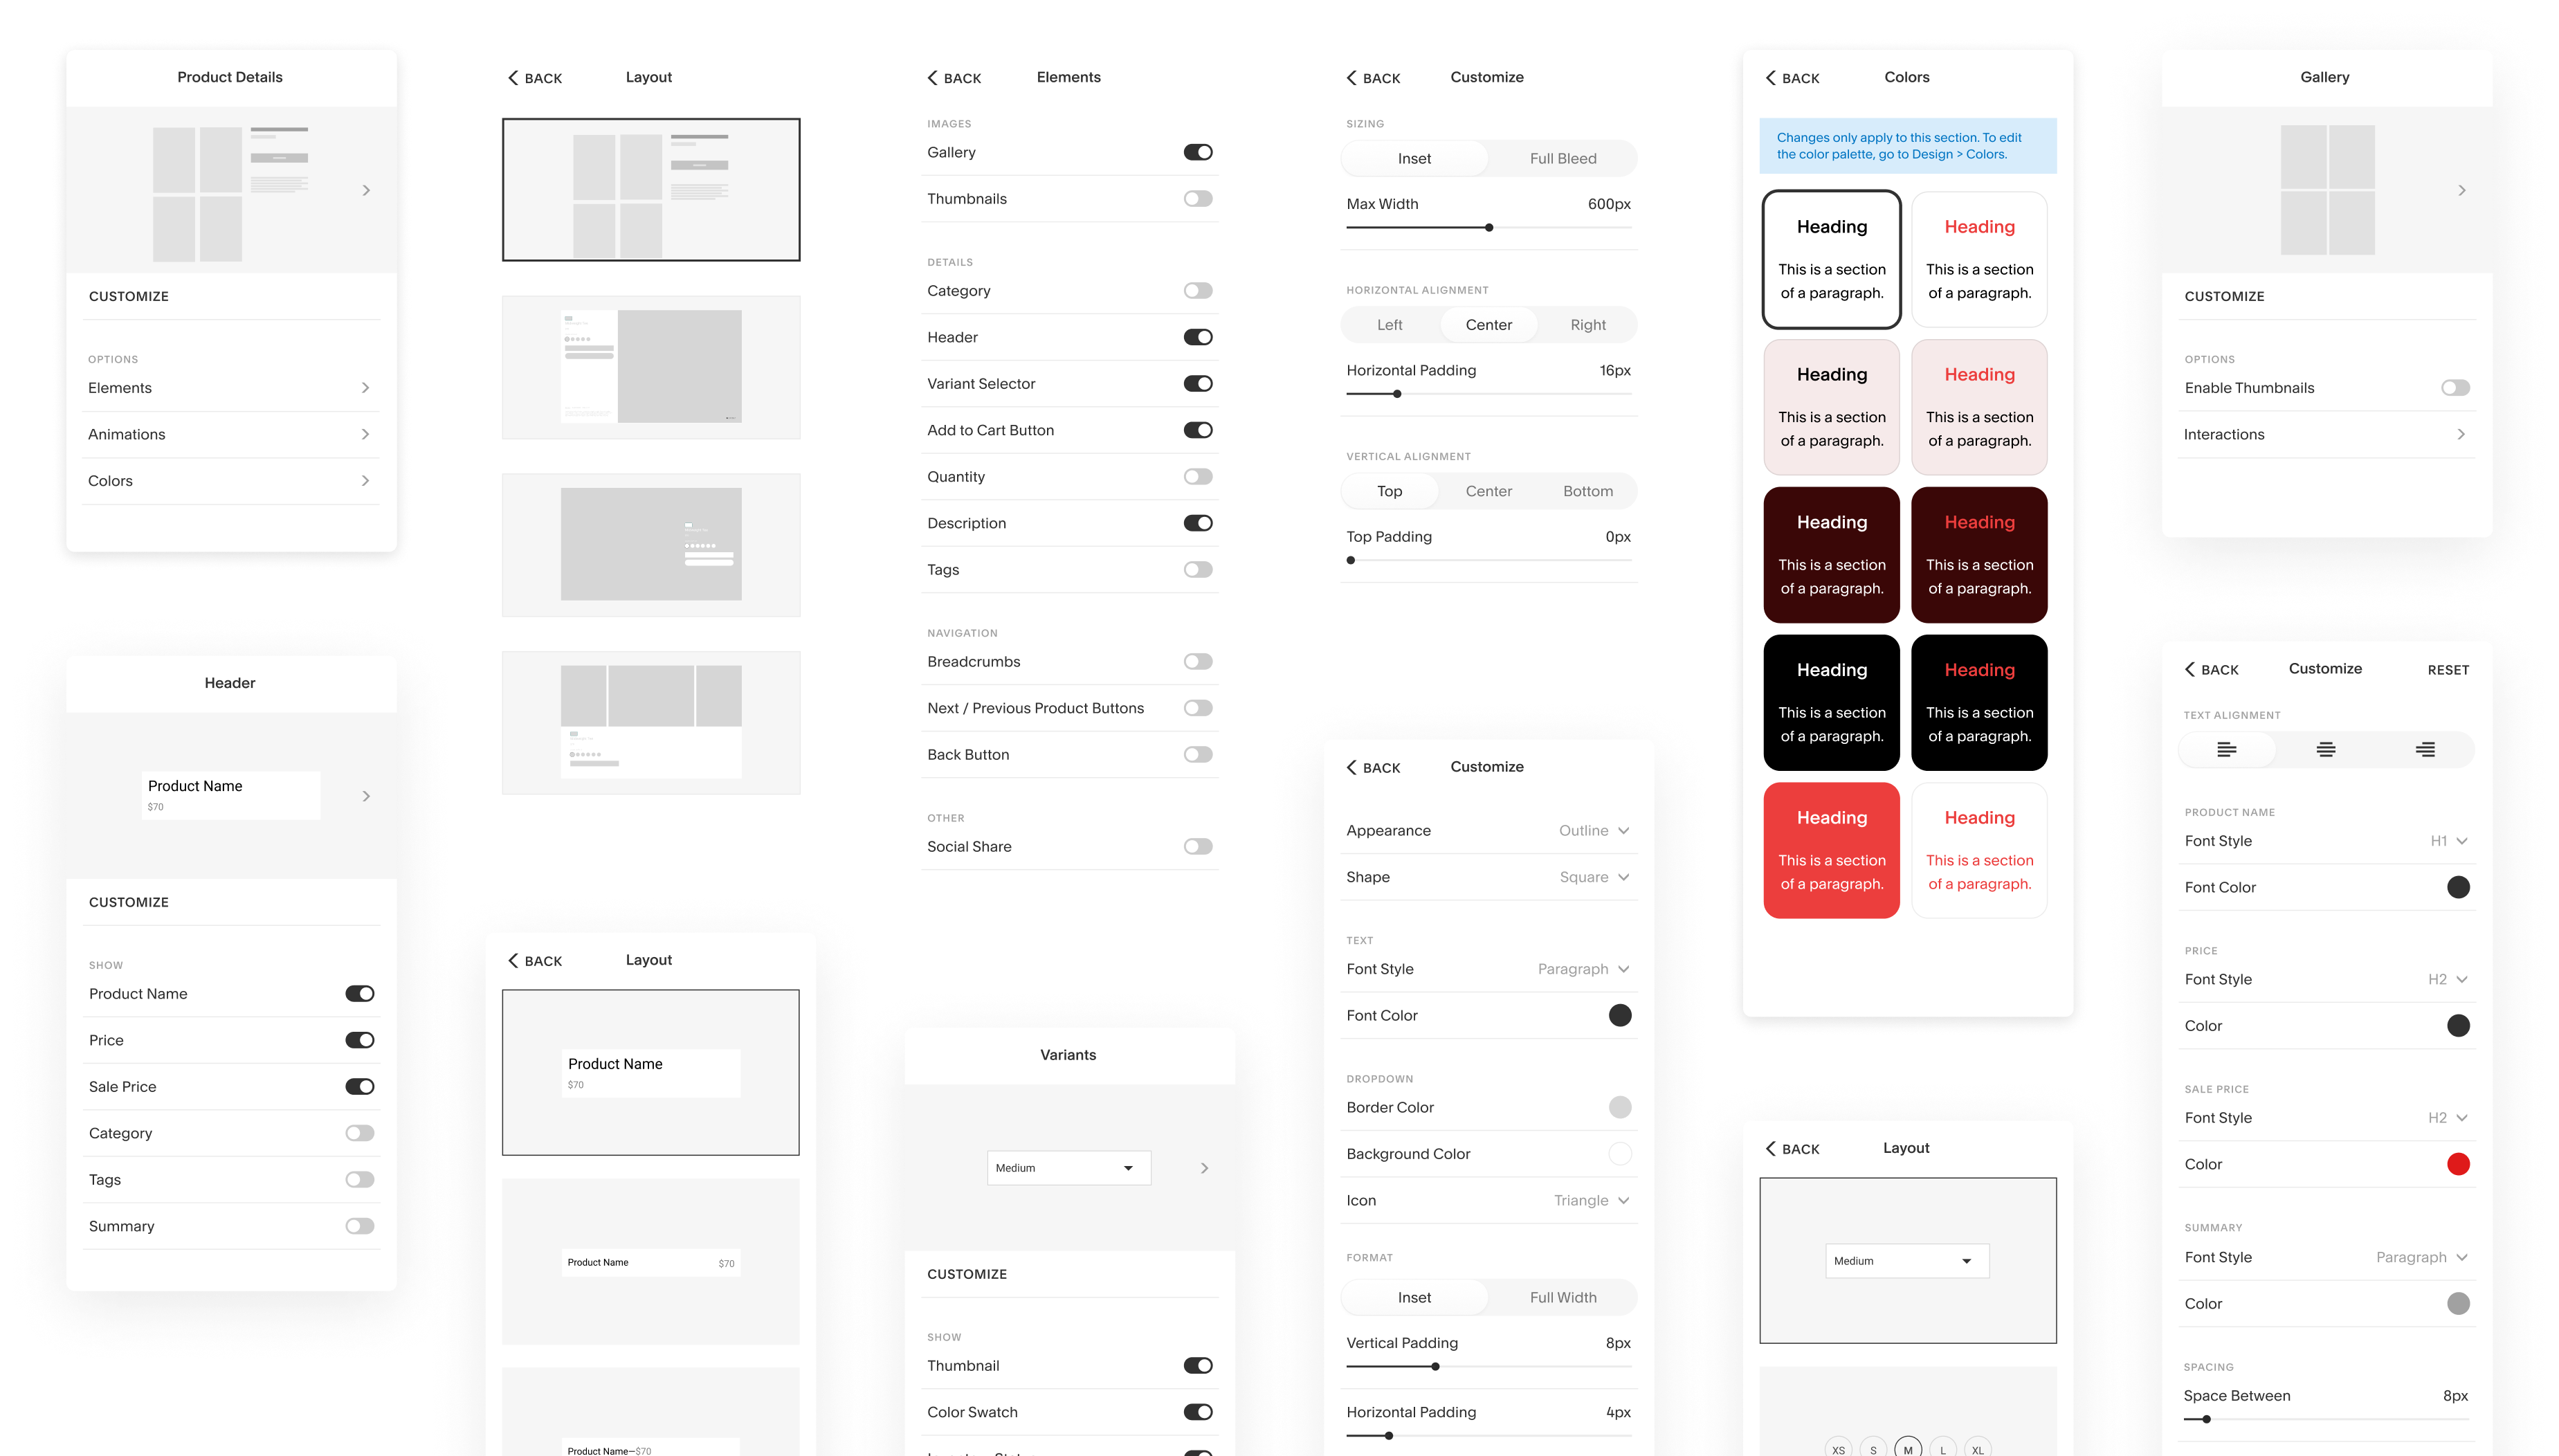 Product Details
CUSTOMIZE
OPTIONS
Elements
Animations
Colors
Header
Product Name
$70
CUSTOMIZE
SHOW
Product Name
Price
Sale Price
Category
Tags
Summary
BACK
Layout
BACK
Layout
Product Name
$70
Product Name
$70
Product Name—$70
BACK
Elements
IMAGES
Gallery
Thumbnails
DETAILS
Category
Header
Variant Selector
Add to Cart Button
Quantity
Description
Tags
NAVIGATION
Breadcrumbs
Next / Previous Product Buttons
Back Button
OTHER
Social Share
Variants
Medium
CUSTOMIZE
SHOW
Thumbnail
Color Swatch
BACK
Customize
SIZING
Inset
Full Bleed
Max Width
600px
HORIZONTAL ALIGNMENT
Left
Center
Right
Horizontal Padding
16px
VERTICAL ALIGNMENT
Top
Center
Bottom
Top Padding
0px
BACK
Customize
Appearance
Outline
Shape
Square
TEXT
Font Style
Paragraph
Font Color
DROPDOWN
Border Color
Background Color
Icon
Triangle
FORMAT
Inset
Full Width
Vertical Padding
8px
Horizontal Padding
4px
BACK
Colors
Changes only apply to this section. To edit
the color palette, go to Design > Colors.
Heading
This is a section
of a paragraph.
Heading
This is a section
of a paragraph.
Heading
This is a section
of a paragraph.
Heading
This is a section
of a paragraph.
Heading
This is a section
of a paragraph.
Heading
This is a section
of a paragraph.
Heading
This is a section
of a paragraph.
Heading
This is a section
of a paragraph.
Heading
This is a section
of a paragraph.
Heading
This is a section
of a paragraph.
BACK
Layout
Medium
XS
S
M
L
XL
Gallery
CUSTOMIZE
OPTIONS
Enable Thumbnails
Interactions
BACK
Customize
RESET
TEXT ALIGNMENT
PRODUCT NAME
Font Style
H1
Font Color
PRICE
Font Style
H2
Color
SALE PRICE
Font Style
H2
Color
SUMMARY
Font Style
Paragraph
Color
SPACING
Space Between
8px